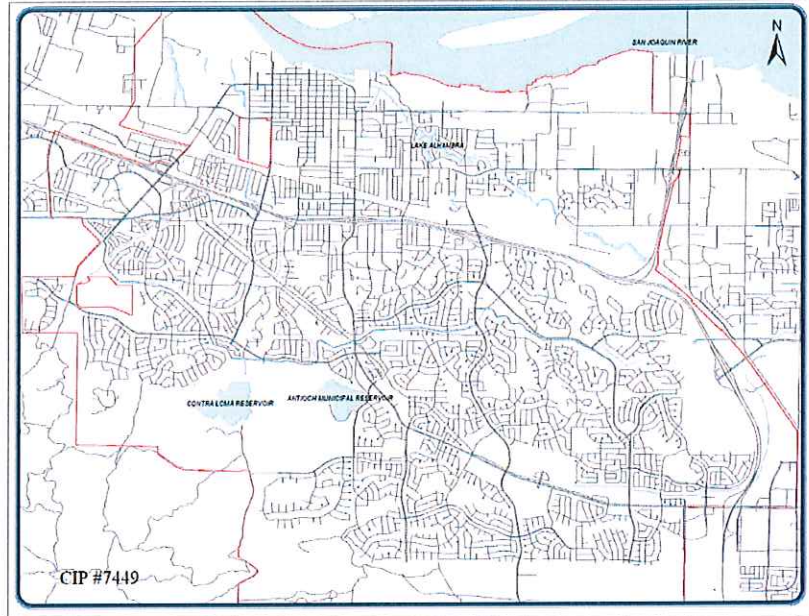 SAN JOAQUIN RIVER
N
LAKE ALHAMBRA
CONTRA LOMA RESERVOIR
ANTIOCH MUNICIPAL RESERVOIR
CIP #7449